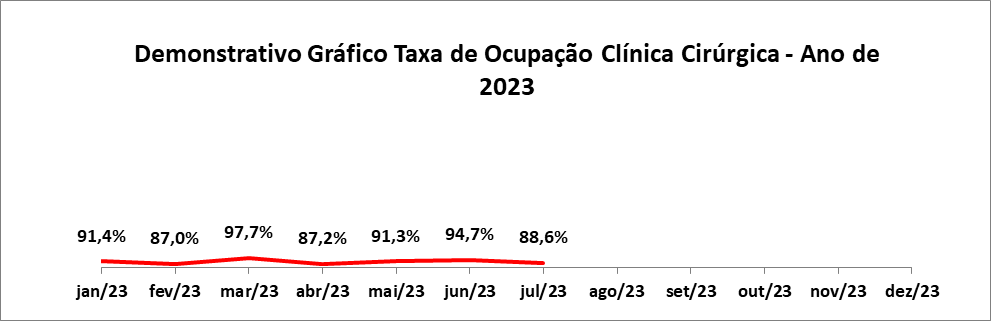 Demonstrativo Gráfico Taxa de Ocupação Clínica Cirúrgica - Ano de
2023
91,4% 87,0% 97,7% 87,2% 91,3% 94,7% 88,6%
jan/23 fev/23 mar/23 abr/23 mai/23 jun/23 jul/23 ago/23 set/23 out/23 nov/23 dez/23